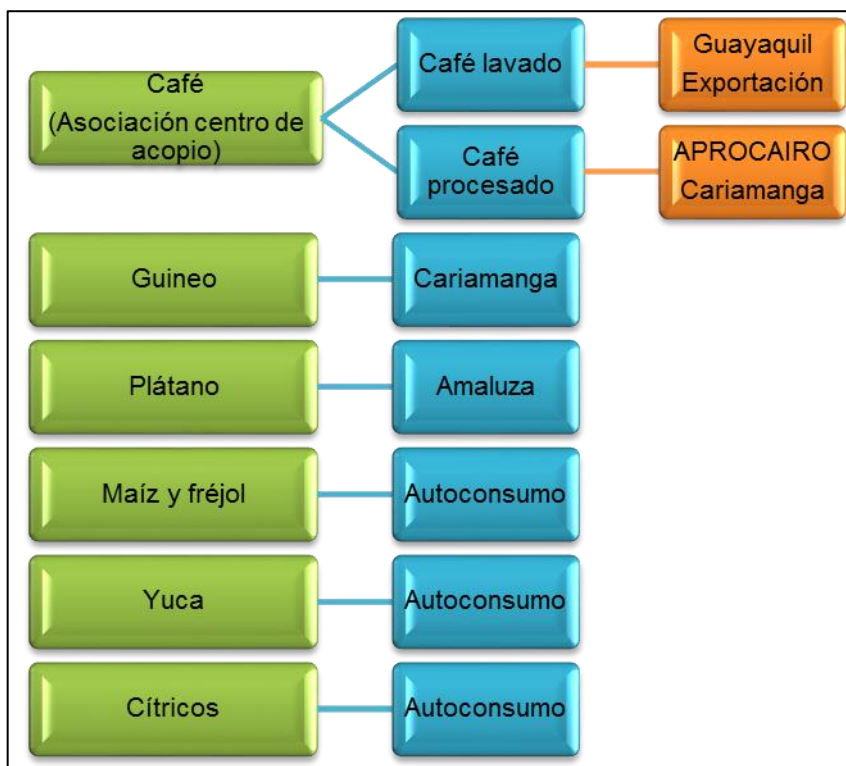 Café
(Asociación centro de
acopio)
Café lavado
Guayaquil
Exportación
Café
procesado
APROCAIRO
Cariamanga
Guineo
Cariamanga
Plátano
Amaluza
Maíz y fréjol
Autoconsumo
Yuca
Autoconsumo
Cítricos
Autoconsumo